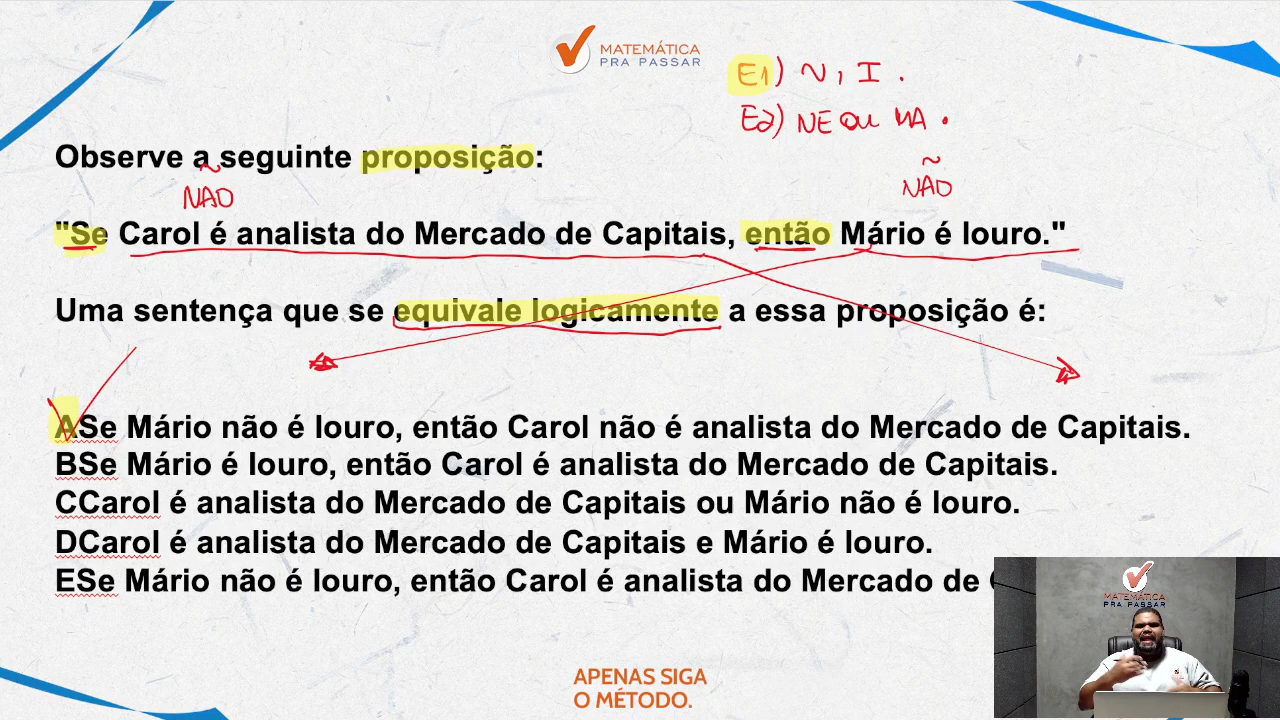 MATEMÁTICA
PRA PASSAR
E1) N, I.
E2) NE OU MA.
Observe a seguinte proposição:
~ ~
NÃO NÃO
"Se Carol é analista do Mercado de Capitais, então Mário é louro."
Uma sentença que se equivale logicamente a essa proposição é:
ASe Mário não é louro, então Carol não é analista do Mercado de Capitais.
BSe Mário é louro, então Carol é analista do Mercado de Capitais.
CCarol é analista do Mercado de Capitais ou Mário não é louro.
DCarol é analista do Mercado de Capitais e Mário é louro.
ESe Mário não é louro, então Carol é analista do Mercado de
MATEMÁTICA
PRA PASSAR
APENAS SIGA
O MÉTODO.